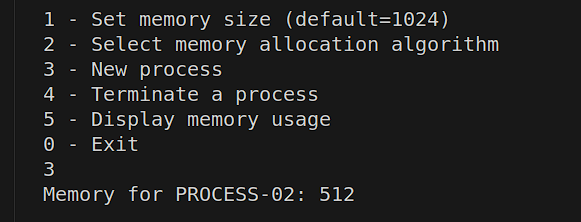 1 - Set memory size (default=1024)
2 - Select memory allocation algorithm
3 - New process
4 - Terminate a process
5 - Display memory usage
0 - Exit
3
Memory for PROCESS-02: 512